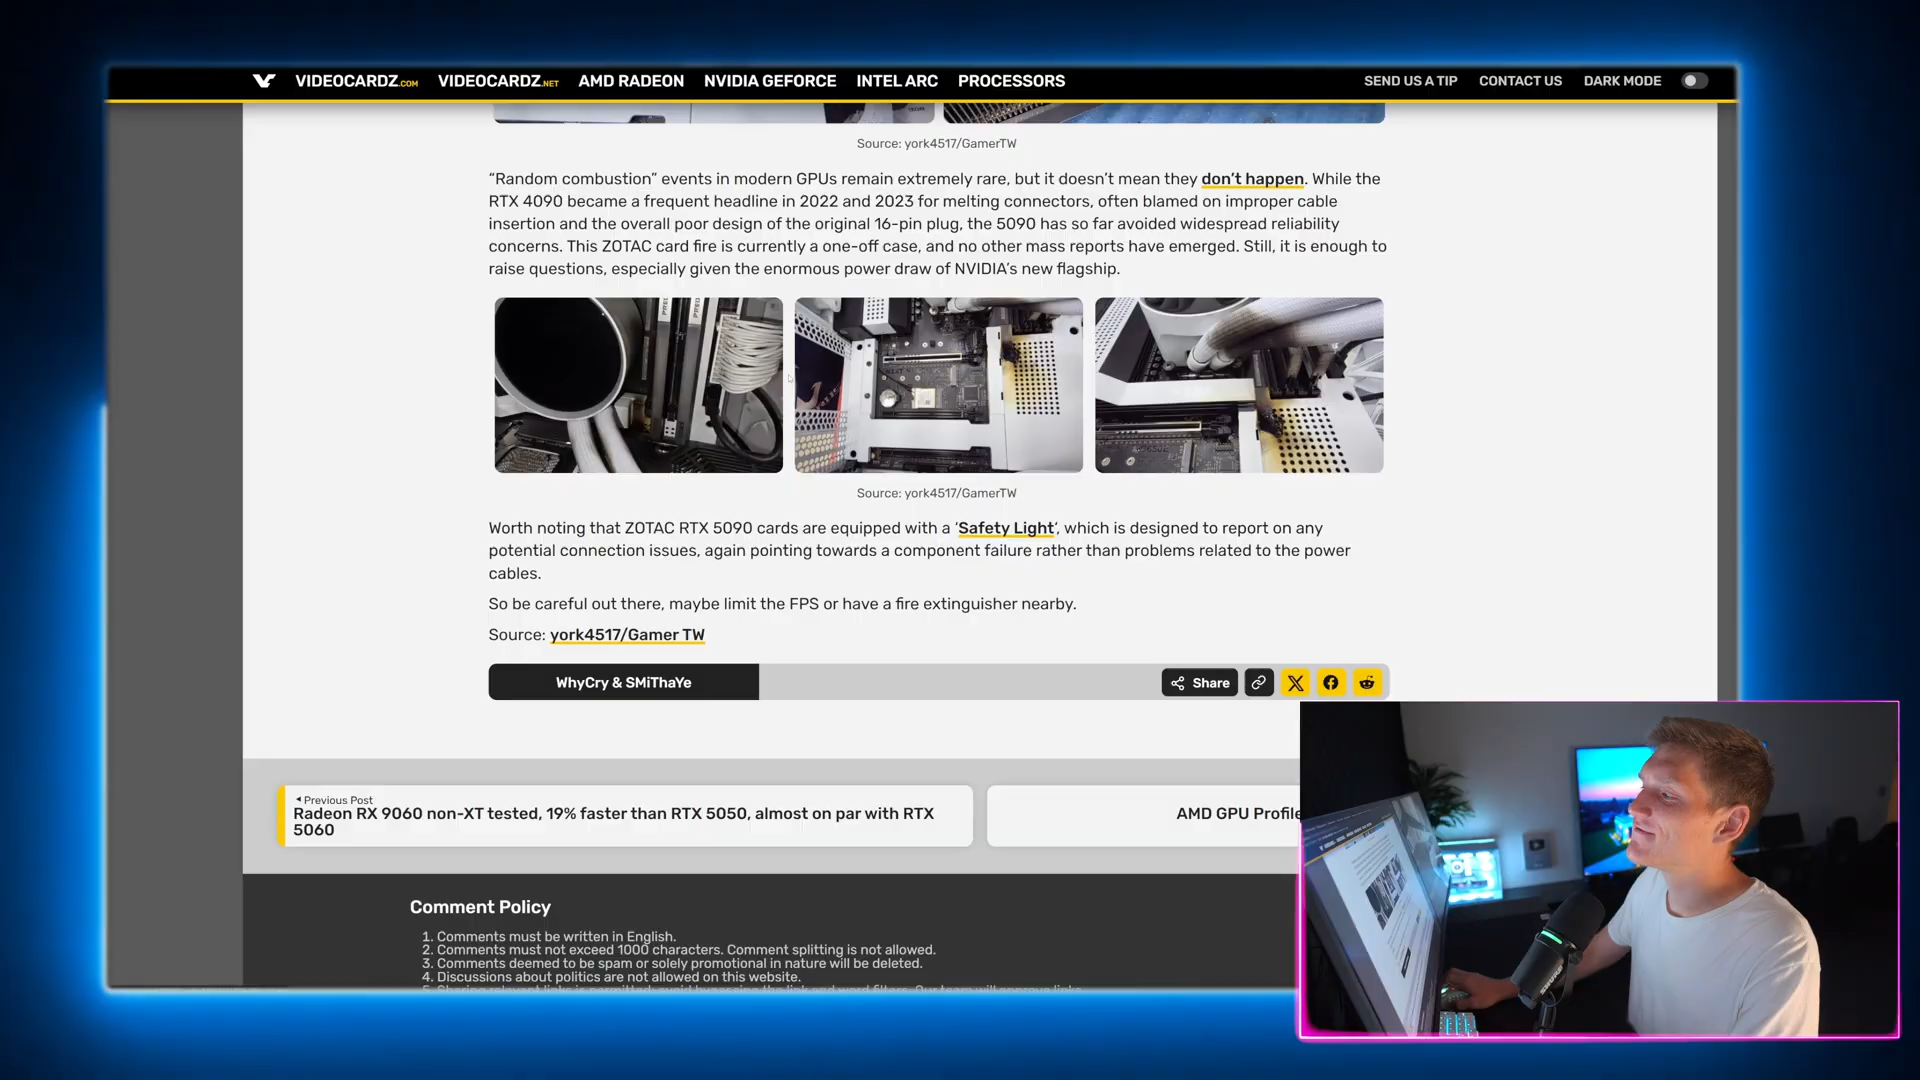 VIDEOCARDZ.COM VIDEOCARDZ.NET AMD RADEON NVIDIA GEFORCE INTEL ARC PROCESSORS SEND US A TIP CONTACT US DARK MODE
Source: york4517/GamerTW
“Random combustion” events in modern GPUs remain extremely rare, but it doesn’t mean they don’t happen. While the
RTX 4090 became a frequent headline in 2022 and 2023 for melting connectors, often blamed on improper cable
insertion and the overall poor design of the original 16-pin plug, the 5090 has so far avoided widespread reliability
concerns. This ZOTAC card fire is currently a one-off case, and no other mass reports have emerged. Still, it is enough to
raise questions, especially given the enormous power draw of NVIDIA’s new flagship.
Source: york4517/GamerTW
Worth noting that ZOTAC RTX 5090 cards are equipped with a ‘Safety Light‘, which is designed to report on any
potential connection issues, again pointing towards a component failure rather than problems related to the power
cables.
So be careful out there, maybe limit the FPS or have a fire extinguisher nearby.
Source: york4517/Gamer TW
WhyCry & SMiThaYe
Share
Previous Post
Radeon RX 9060 non-XT tested, 19% faster than RTX 5050, almost on par with RTX
5060
AMD GPU Profile
Comment Policy
1. Comments must be written in English.
2. Comments must not exceed 1000 characters. Comment splitting is not allowed.
3. Comments deemed to be spam or solely promotional in nature will be deleted.
4. Discussions about politics are not allowed on this website.
SHURE